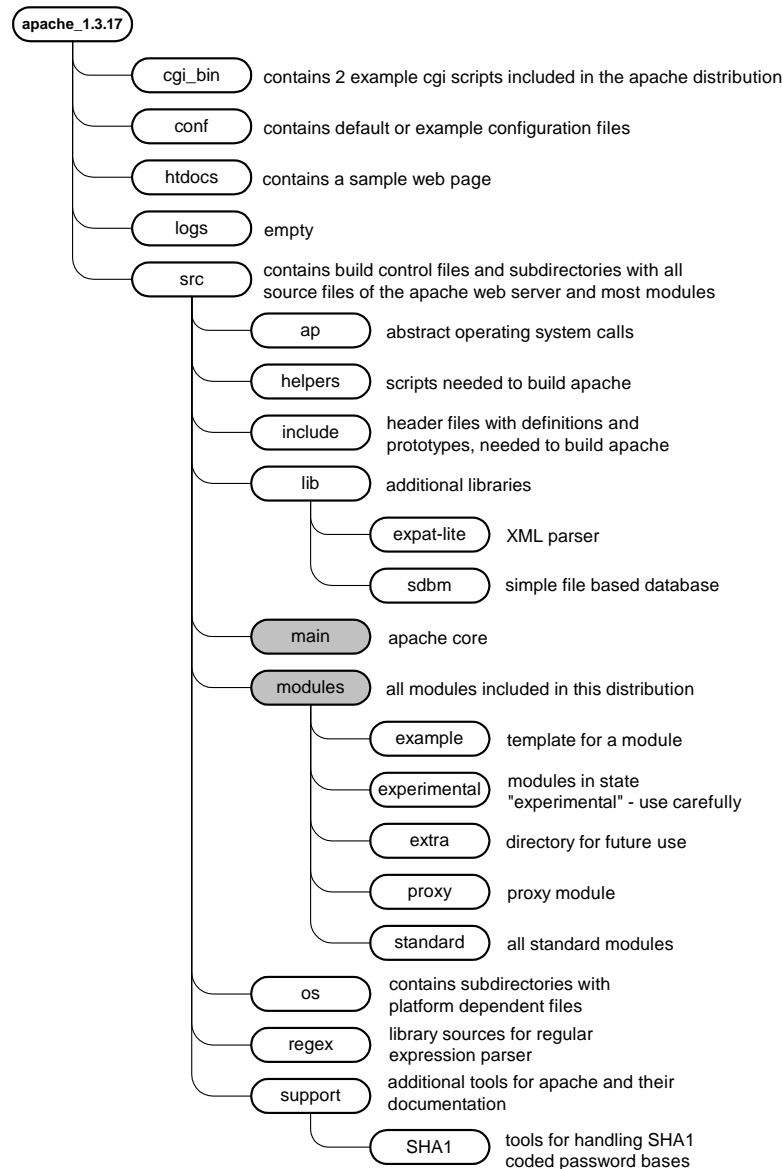 apache_1.3.17
cgi_bin contains 2 example cgi scripts included in the apache distribution
conf contains default or example configuration files
htdocs contains a sample web page
logs empty
src contains build control files and subdirectories with all
source files of the apache web server and most modules
ap abstract operating system calls
helpers scripts needed to build apache
include header files with definitions and
prototypes, needed to build apache
lib additional libraries
expat-lite XML parser
sdbm simple file based database
main apache core
modules all modules included in this distribution
example template for a module
experimental modules in state
"experimental" - use carefully
extra directory for future use
proxy proxy module
standard all standard modules
os contains subdirectories with
platform dependent files
regex library sources for regular
expression parser
support additional tools for apache and their
documentation
SHA1 tools for handling SHA1
coded password bases